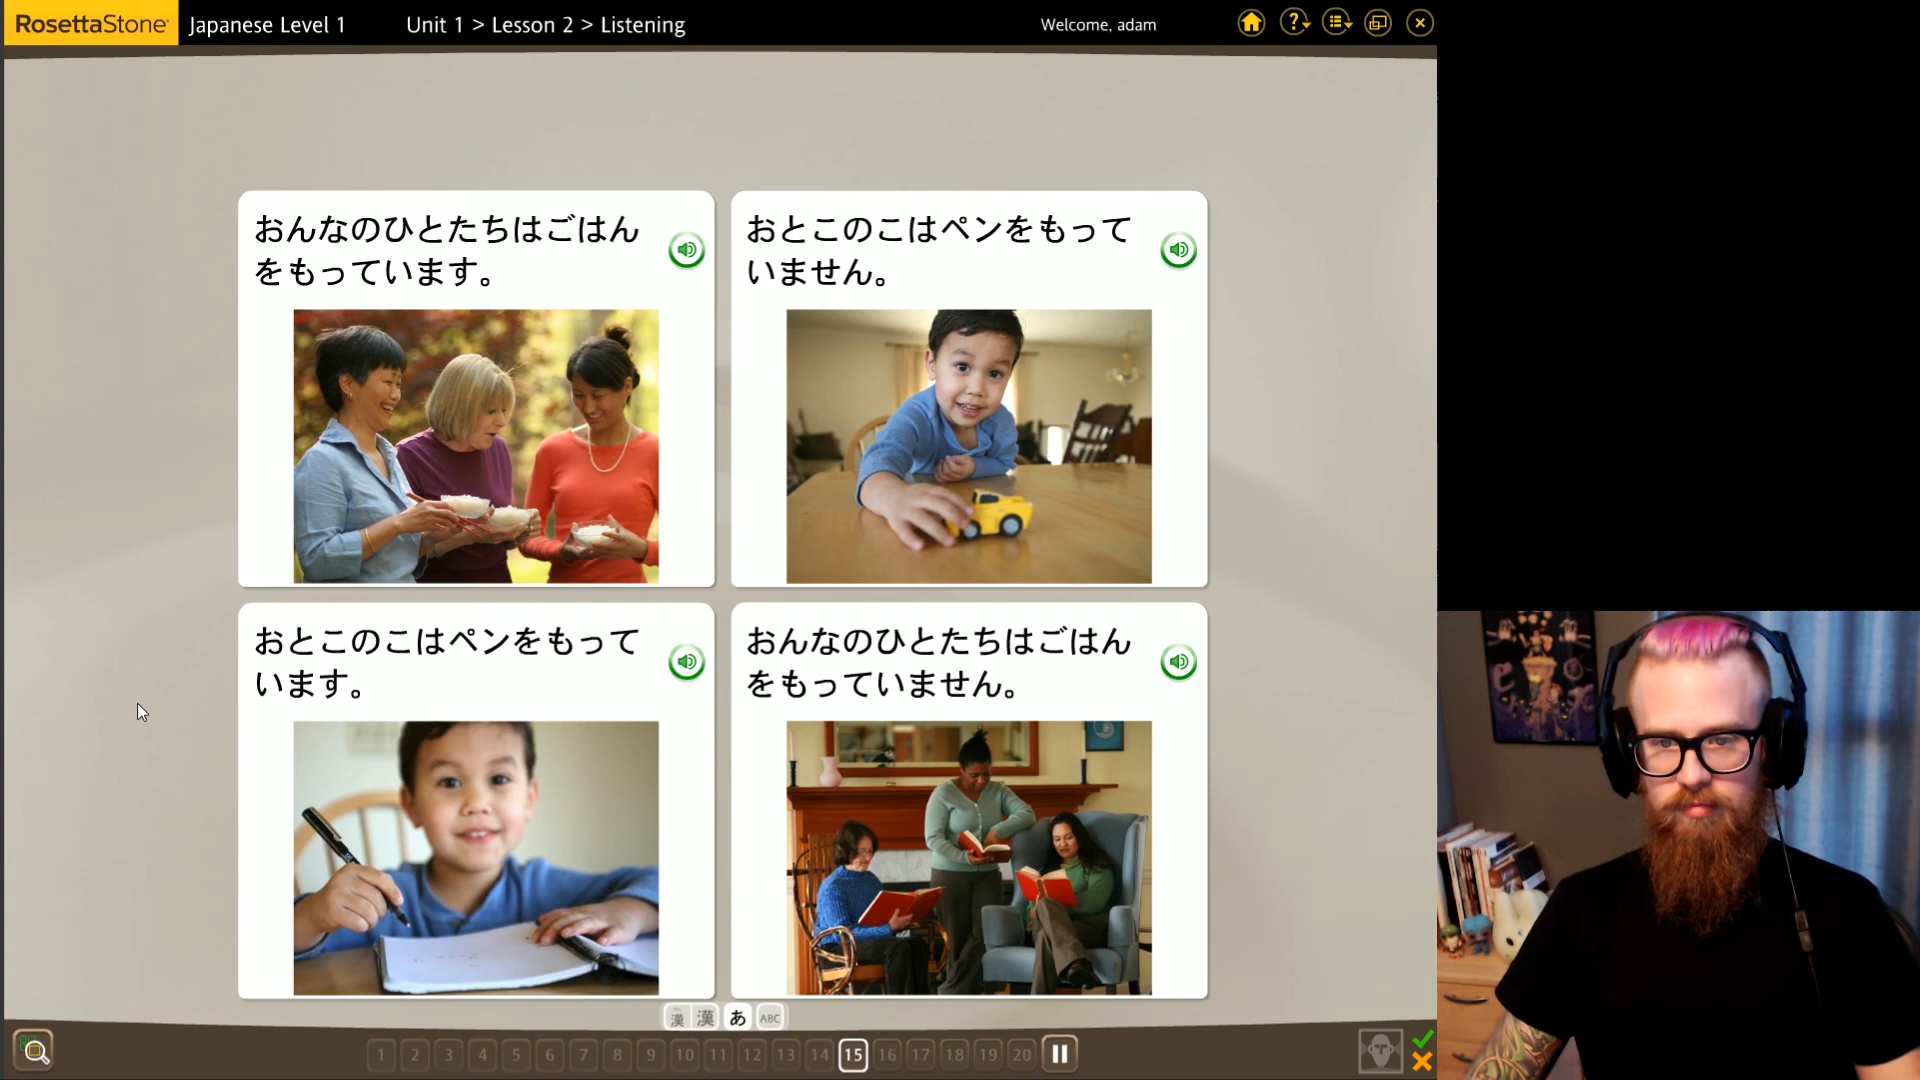 RosettaStone
Japanese Level 1
Unit 1 > Lesson 2 > Listening
Welcome, adam
おんなのひとたちはごはん
をもっています。
おとこのこはペンをもって
いません。
おとこのこはペンをもって
います。
おんなのひとたちはごはん
をもっていません。
漢 漢 あ ABC
1 2 3 4 5 6 7 8 9 10 11 12 13 14 15 16 17 18 19 20